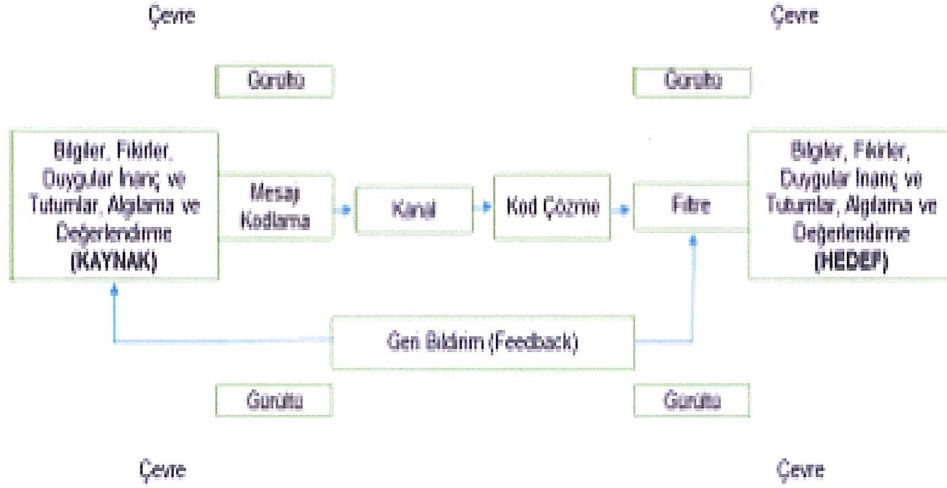 Çevre
Çevre
Gürültü
Gürültü
Bilgiler, Fikirler,
Duygular İnanç ve
Tutumlar, Algılama ve
Değerlendirme
(KAYNAK)
Mesajı
Kodlama
Kanal
Kod Çözme
Filtre
Bilgiler, Fikirler,
Duygular İnanç ve
Tutumlar, Algılama ve
Değerlendirme
(HEDEF)
Geri Bildirim (Feedback)
Gürültü
Gürültü
Çevre
Çevre